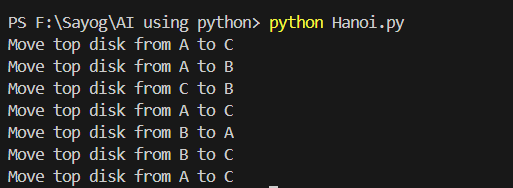 PS F:\Sayog\AI using python> python Hanoi.py
Move top disk from A to C
Move top disk from A to B
Move top disk from C to B
Move top disk from A to C
Move top disk from B to A
Move top disk from B to C
Move top disk from A to C